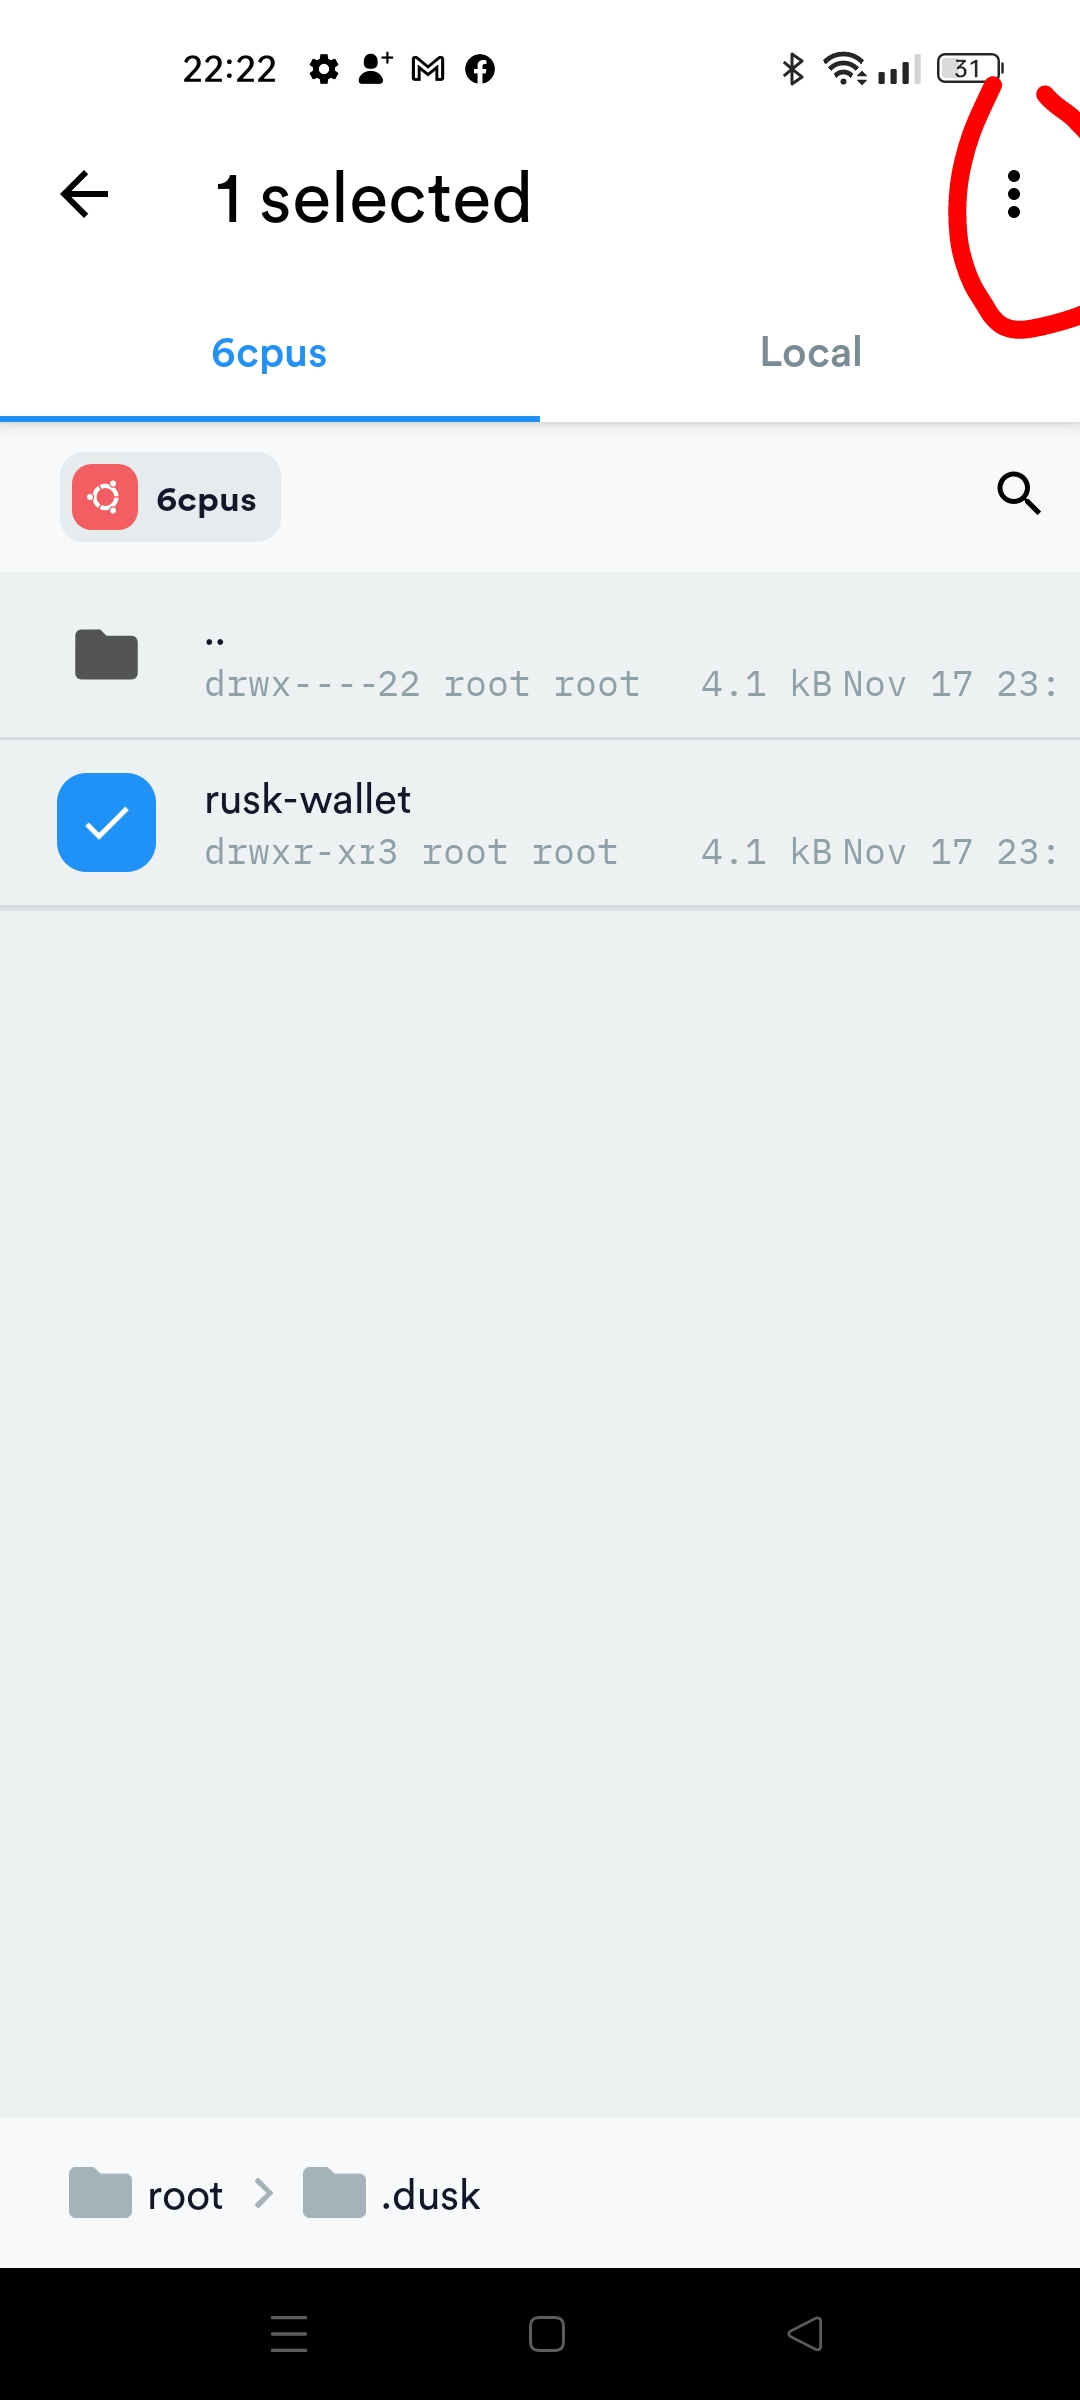 22:22 31
1 selected
6cpus Local
6cpus
..
drwx----22 root root 4.1 kB Nov 17 23:
rusk-wallet
drwxr-xr3 root root 4.1 kB Nov 17 23:
root > .dusk